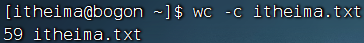 [itheima@bogon ~]$ wc -c itheima.txt
59 itheima.txt